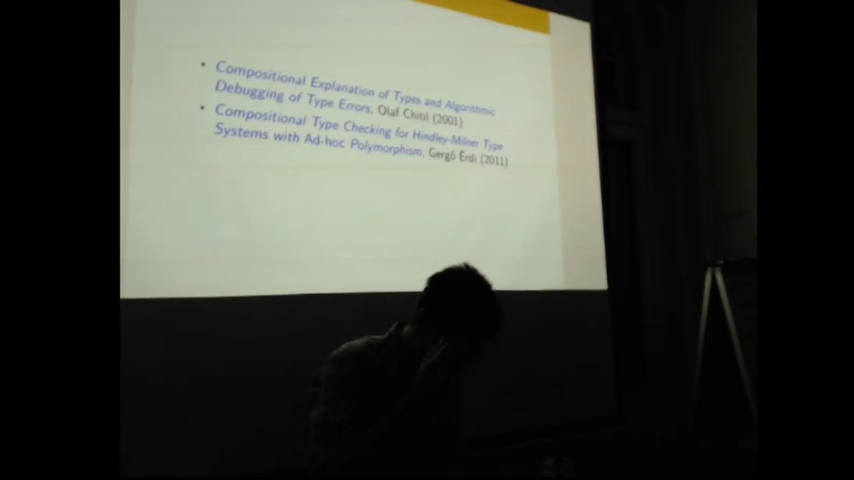 • Compositional Explanation of Types and Algorithmic
Debugging of Type Errors, Olaf Chitil (2001)
• Compositional Type Checking for Hindley-Milner Type
Systems with Ad-hoc Polymorphism, Gergő Érdi (2011)